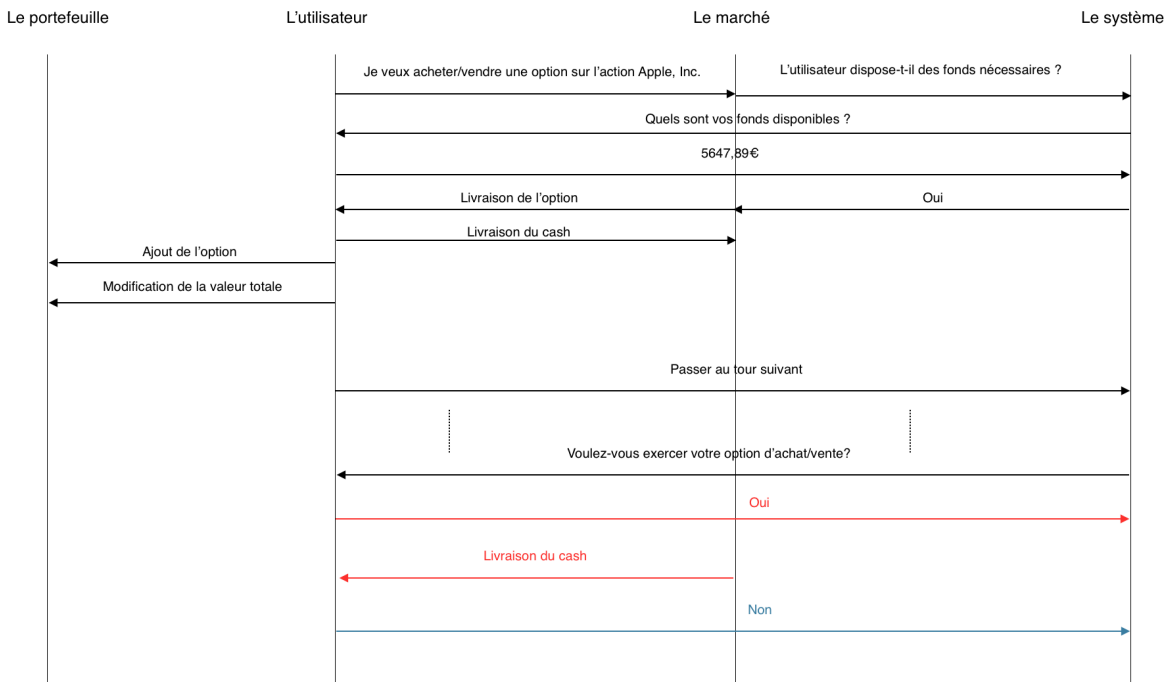 Le portefeuille
L’utilisateur
Le marché
Le système
Je veux acheter/vendre une option sur l’action Apple, Inc.
L’utilisateur dispose-t-il des fonds nécessaires ?
Quels sont vos fonds disponibles ?
5647,89€
Livraison de l’option
Oui
Livraison du cash
Ajout de l’option
Modification de la valeur totale
Passer au tour suivant
Voulez-vous exercer votre option d’achat/vente?
Oui
Livraison du cash
Non